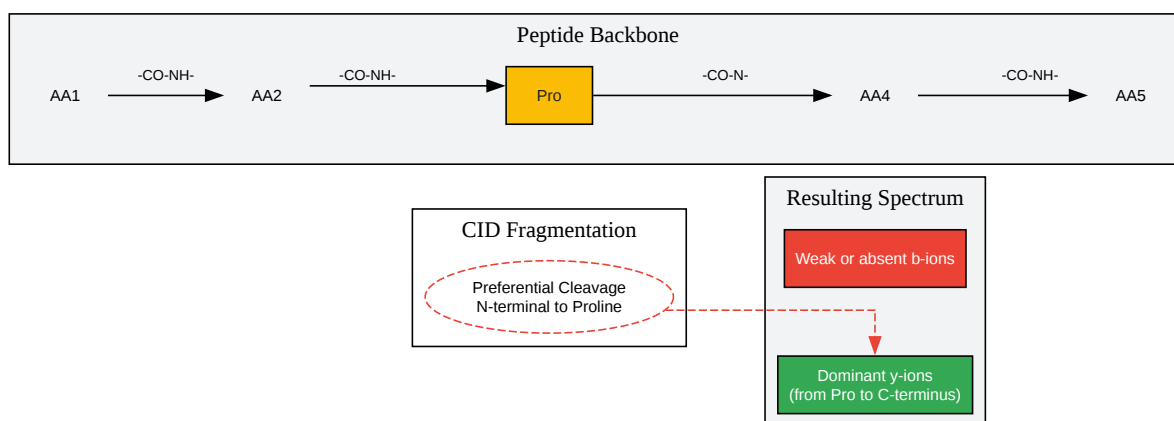 Peptide Backbone
-CO-NH-
-CO-NH-
-CO-N-
-CO-NH-
AA1
AA2
Pro
AA4
AA5
CID Fragmentation
Preferential Cleavage
N-terminal to Proline
Resulting Spectrum
Weak or absent b-ions
Dominant y-ions
(from Pro to C-terminus)